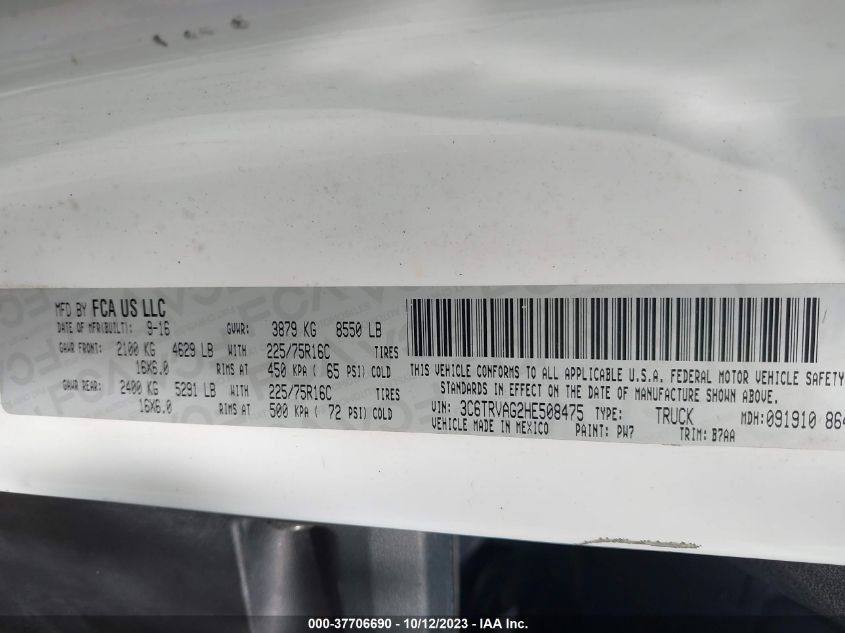 MFD BY FCA US LLC
DATE OF MFR(BUILT): 9-16 GVWR: 3879 KG 8550 LB
GAWR FRONT: 2100 KG 4629 LB WITH 225/75R16C TIRES
16X6.0 RIMS AT 450 KPA ( 65 PSI) COLD
GAWR REAR: 2400 KG 5291 LB WITH 225/75R16C TIRES
16X6.0 RIMS AT 500 KPA ( 72 PSI) COLD
THIS VEHICLE CONFORMS TO ALL APPLICABLE U.S.A. FEDERAL MOTOR VEHICLE SAFETY
STANDARDS IN EFFECT ON THE DATE OF MANUFACTURE SHOWN ABOVE.
VIN: 3C6TRVAG2HE508475 TYPE: TRUCK MDH:091910 864
VEHICLE MADE IN MEXICO PAINT: PW7 TRIM: B7AA
000-37706690 - 10/12/2023 - IAA Inc.